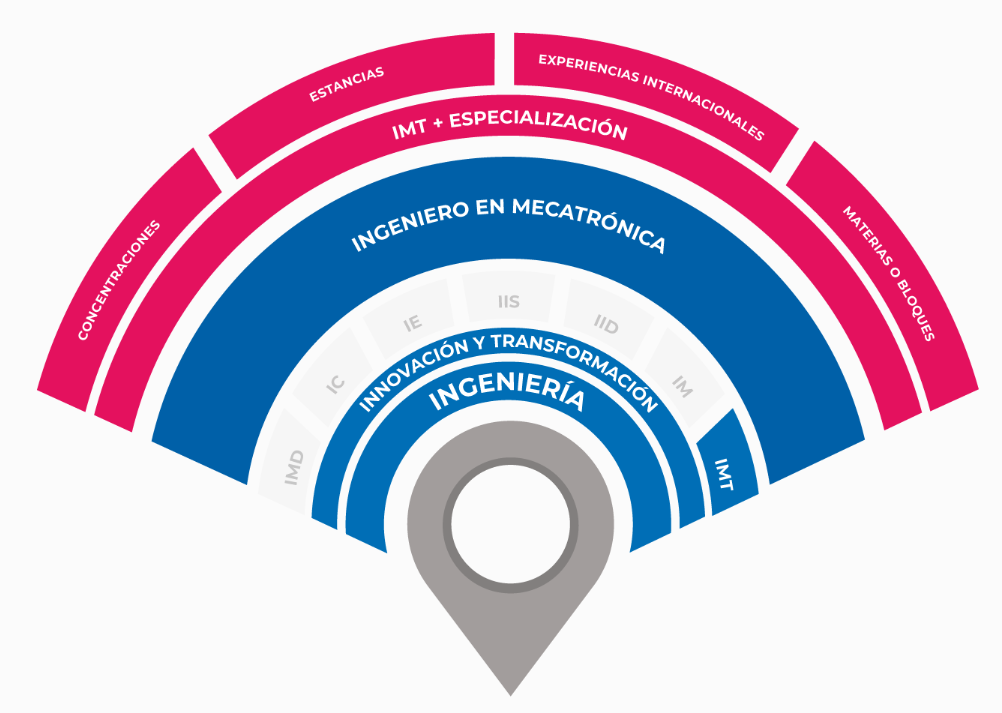 CONCENTRACIONES
ESTANCIAS
EXPERIENCIAS INTERNACIONALES
MATERIAS O BLOQUES
IMT + ESPECIALIZACIÓN
INGENIERO EN MECATRÓNICA
IMD
IC
IE
IIS
IID
IM
IMT
INNOVACIÓN Y TRANSFORMACIÓN
INGENIERÍA